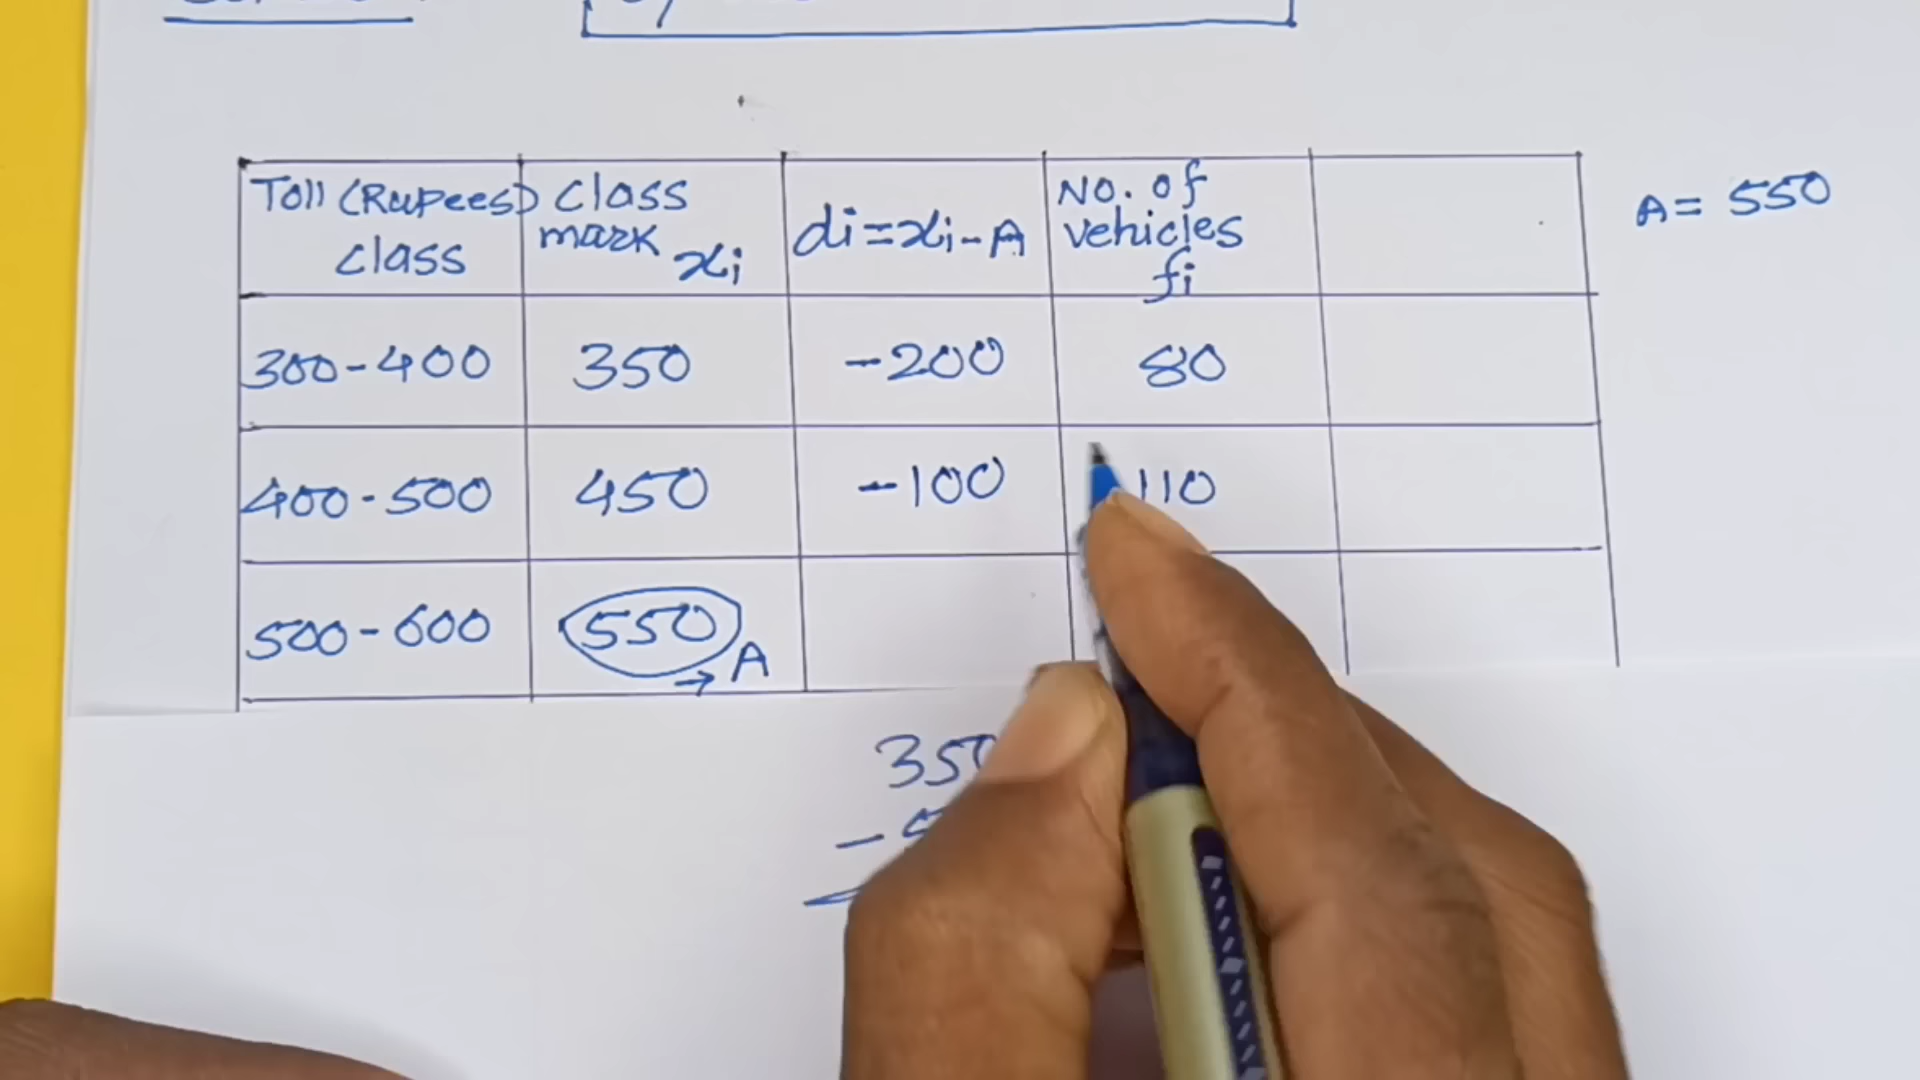 Toll (Rupees) class
class mark xi
di = xi - A
No. of vehicles fi
A = 550
300-400 350 -200 80
400-500 450 -100 110
500-600 550 → A
350
-